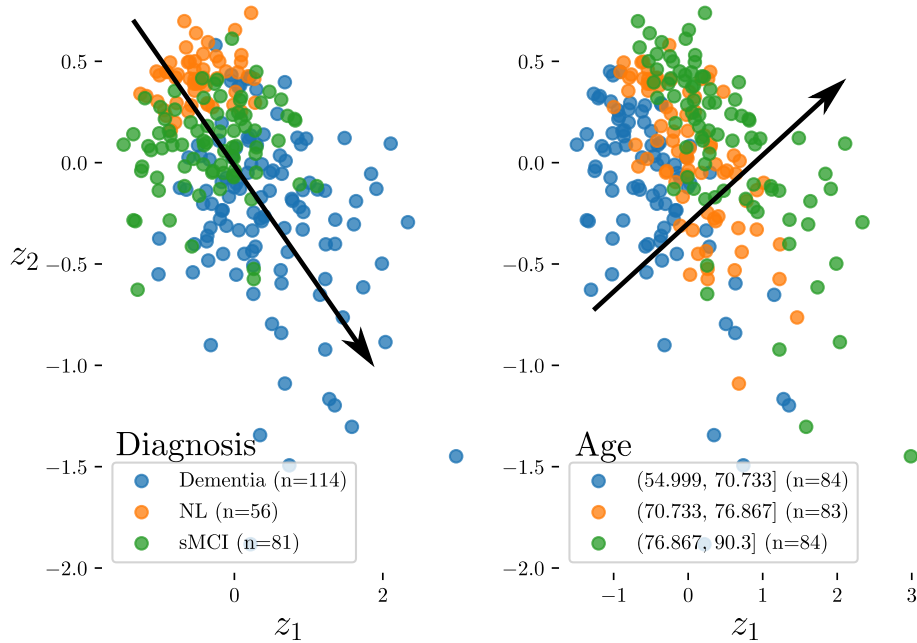 0.5
0.0
−0.5
−1.0
−1.5
−2.0
z2
Diagnosis
Dementia (n=114)
NL (n=56)
sMCI (n=81)
0
2
z1
0.5
0.0
−0.5
−1.0
−1.5
−2.0
Age
(54.999, 70.733] (n=84)
(70.733, 76.867] (n=83)
(76.867, 90.3] (n=84)
−1
0
1
2
3
z1